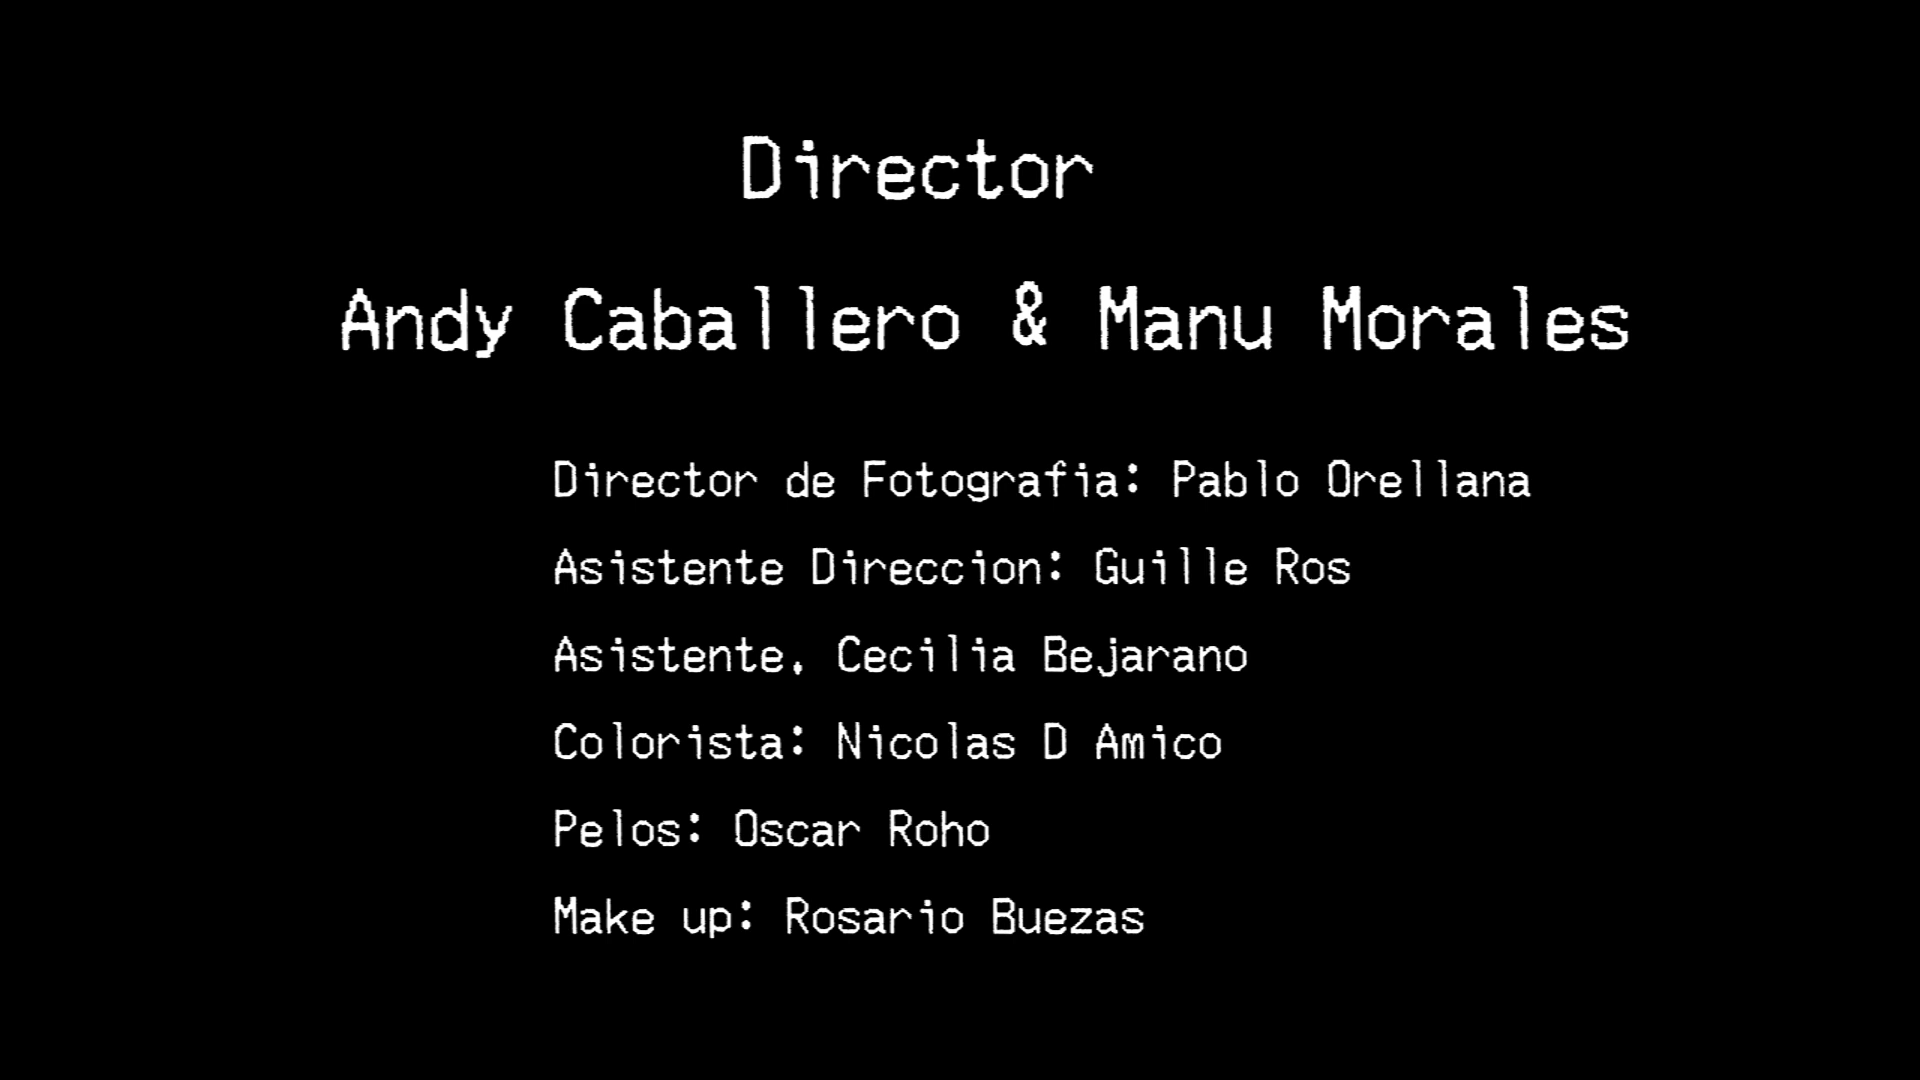 Director
Andy Caballero & Manu Morales
Director de Fotografia: Pablo Orellana
Asistente Direccion: Guille Ros
Asistente, Cecilia Bejarano
Colorista: Nicolas D Amico
Pelos: Oscar Roho
Make up: Rosario Buezas